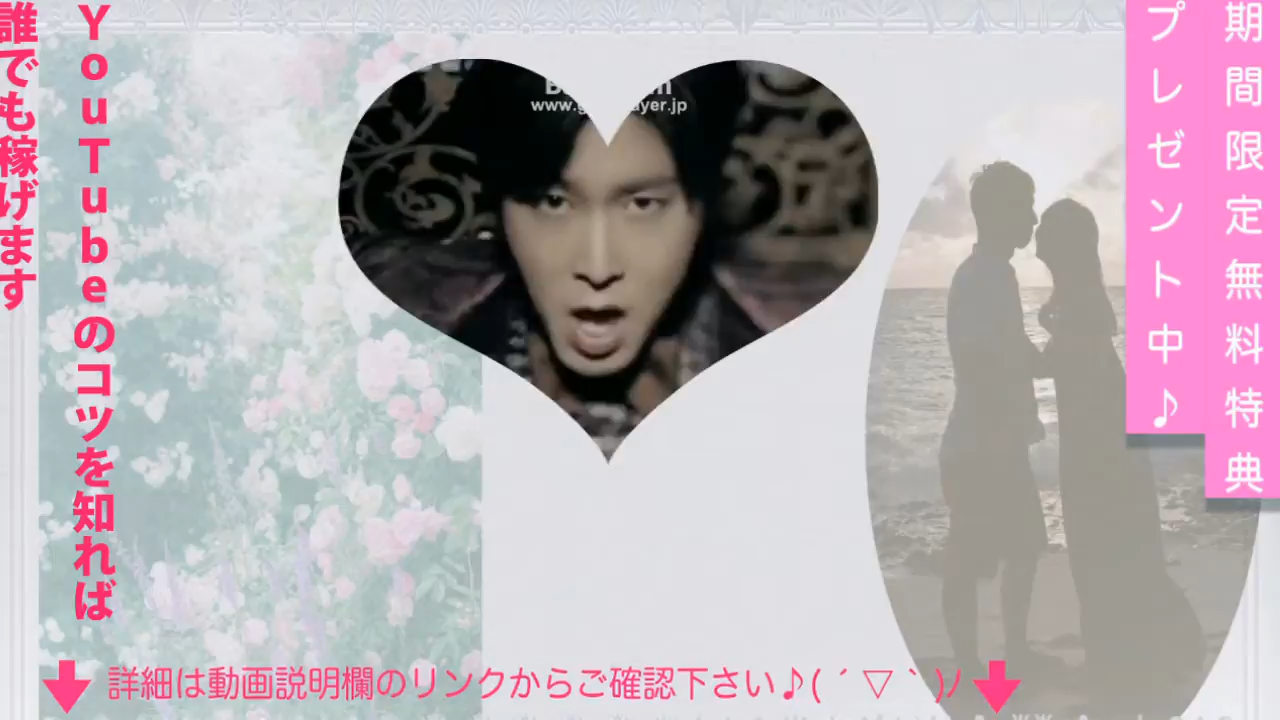 期間限定無料特典
プレゼント中♪
YouTubeのコツを知れば
誰でも稼げます
詳細は動画説明欄のリンクからご確認下さい♪( ´ ▽ ` )ﾉ